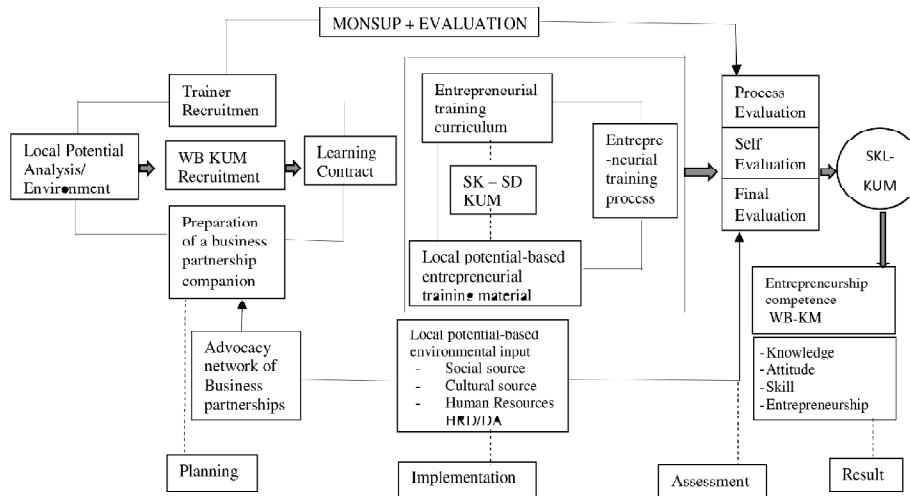 MONSUP + EVALUATION
Trainer
Recruitmen
Local Potential
Analysis/
Environment
WB KUM
Recruitment
Learning
Contract
Preparation
of a business
partnership
companion
Advocacy
network of
Business
partnerships
Planning
Entrepreneurial
training
curriculum
SK – SD
KUM
Local potential-based
entrepreneurial
training material
Entrepre
-neurial
training
process
Local potential-based
environmental input
- Social source
- Cultural source
- Human Resources
HRD/DA
Implementation
Process
Evaluation
Self
Evaluation
Final
Evaluation
Assessment
SKL-
KUM
Entrepreneurship
competence
WB-KM
-Knowledge
-Attitude
-Skill
-Entrepreneurship
Result